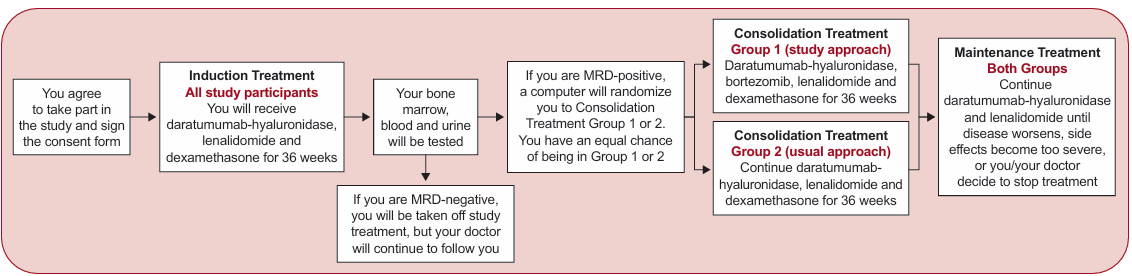 You agree
to take part in
the study and sign
the consent form
Induction Treatment
All study participants
You will receive
daratumumab-hyaluronidase,
lenalidomide and
dexamethasone for 36 weeks
Your bone
marrow,
blood and urine
will be tested
If you are MRD-negative,
you will be taken off study
treatment, but your doctor
will continue to follow you
If you are MRD-positive,
a computer will randomize
you to Consolidation
Treatment Group 1 or 2.
You have an equal chance
of being in Group 1 or 2
Consolidation Treatment
Group 1 (study approach)
Daratumumab-hyaluronidase,
bortezomib, lenalidomide and
dexamethasone for 36 weeks
Consolidation Treatment
Group 2 (usual approach)
Continue daratumumab-
hyaluronidase, lenalidomide and
dexamethasone for 36 weeks
Maintenance Treatment
Both Groups
Continue
daratumumab-hyaluronidase
and lenalidomide until
disease worsens, side
effects become too severe,
or you/your doctor
decide to stop treatment